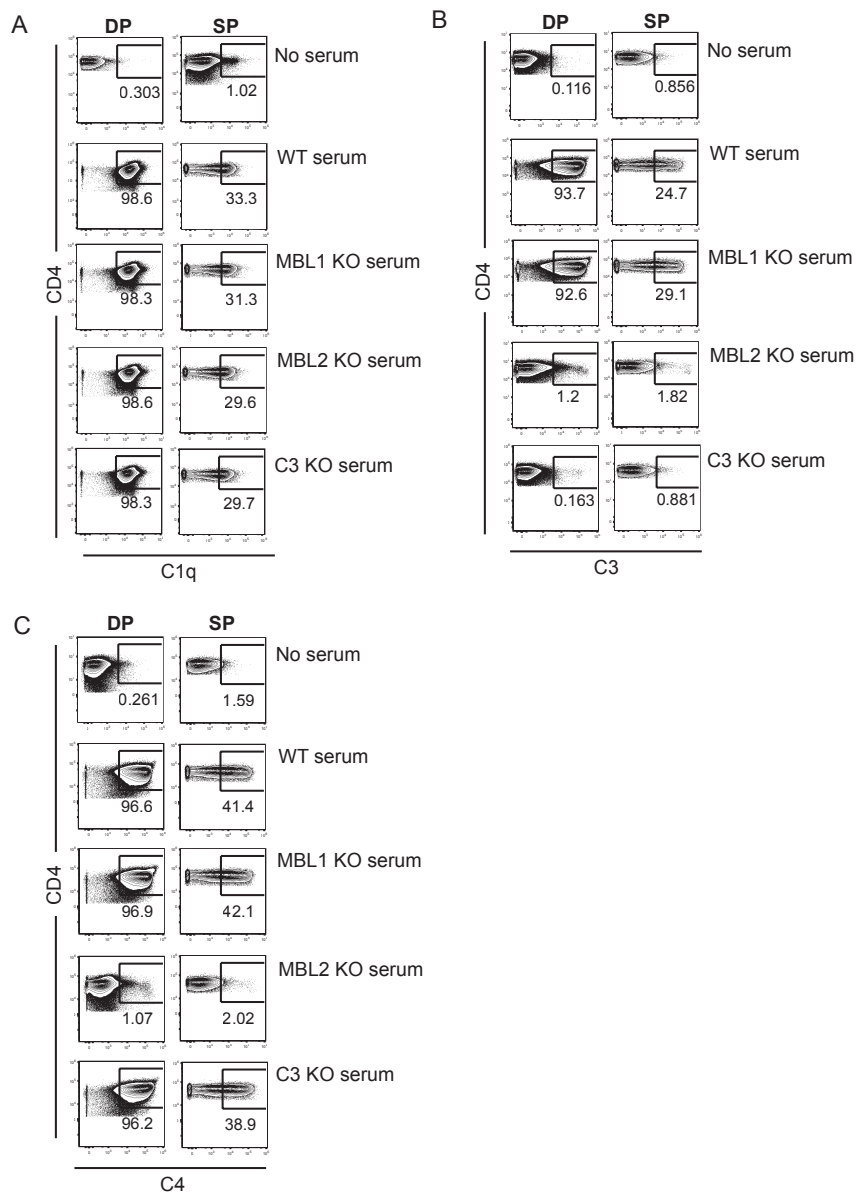 A
DP SP
No serum
0.303 1.02
WT serum
98.6 33.3
MBL1 KO serum
98.3 31.3
MBL2 KO serum
98.6 29.6
C3 KO serum
98.3 29.7
CD4
C1q
B
DP SP
No serum
0.116 0.856
WT serum
93.7 24.7
MBL1 KO serum
92.6 29.1
MBL2 KO serum
1.2 1.82
C3 KO serum
0.163 0.881
CD4
C3
C
DP SP
No serum
0.261 1.59
WT serum
96.6 41.4
MBL1 KO serum
96.9 42.1
MBL2 KO serum
1.07 2.02
C3 KO serum
96.2 38.9
CD4
C4